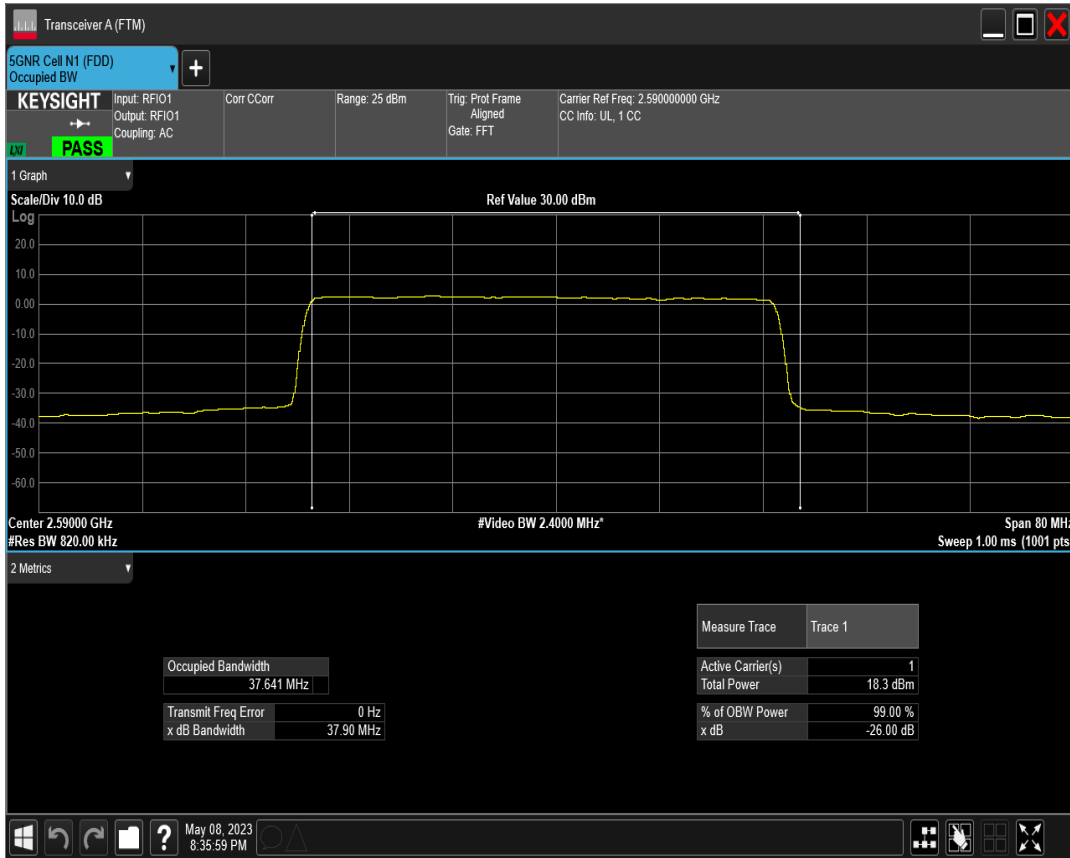 Transceiver A (FTM)
5GNR Cell N1 (FDD)
Occupied BW
+
KEYSIGHT
LXI
PASS
Input: RFIO1
Output: RFIO1
Coupling: AC
Corr CCorr
Range: 25 dBm
Trig: Prot Frame
Aligned
Gate: FFT
Carrier Ref Freq: 2.590000000 GHz
CC Info: UL, 1 CC
1 Graph
Scale/Div 10.0 dB
Ref Value 30.00 dBm
Log
20.0
10.0
0.00
-10.0
-20.0
-30.0
-40.0
-50.0
-60.0
Center 2.59000 GHz
#Video BW 2.4000 MHz*
Span 80 MHz
#Res BW 820.00 kHz
Sweep 1.00 ms (1001 pts
2 Metrics
Measure Trace Trace 1
Occupied Bandwidth
37.641 MHz
Active Carrier(s) 1
Total Power 18.3 dBm
Transmit Freq Error 0 Hz
x dB Bandwidth 37.90 MHz
% of OBW Power 99.00 %
x dB -26.00 dB
?
May 08, 2023
8:35:59 PM